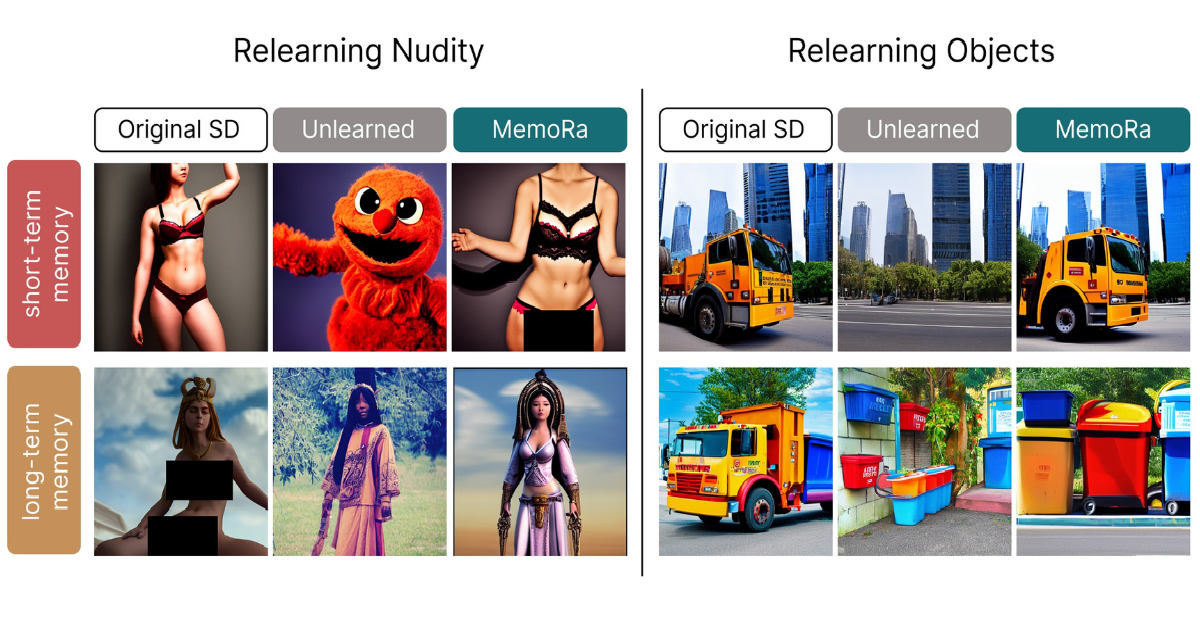 Relearning Nudity
Relearning Objects
Original SD
Unlearned
MemoRa
Original SD
Unlearned
MemoRa
short-term
memory
long-term
memory